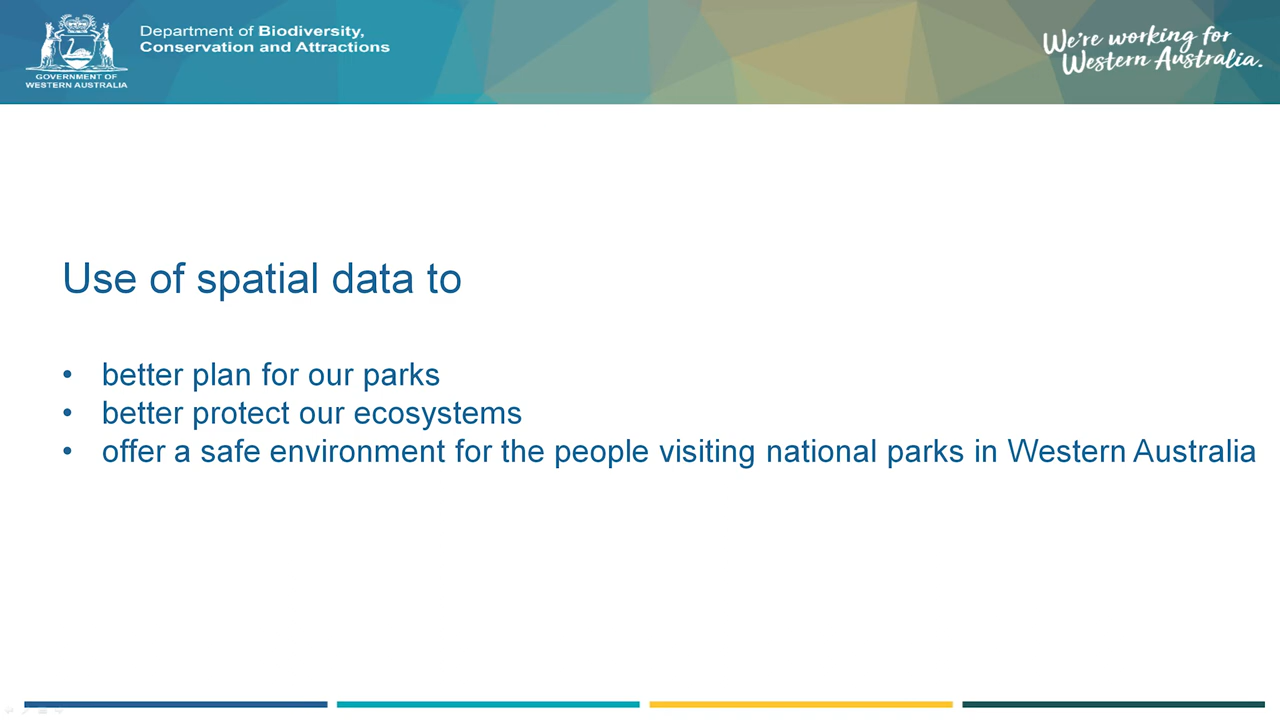 GOVERNMENT OF
WESTERN AUSTRALIA
Department of Biodiversity,
Conservation and Attractions
We're working for
Western Australia.
Use of spatial data to
• better plan for our parks
• better protect our ecosystems
• offer a safe environment for the people visiting national parks in Western Australia